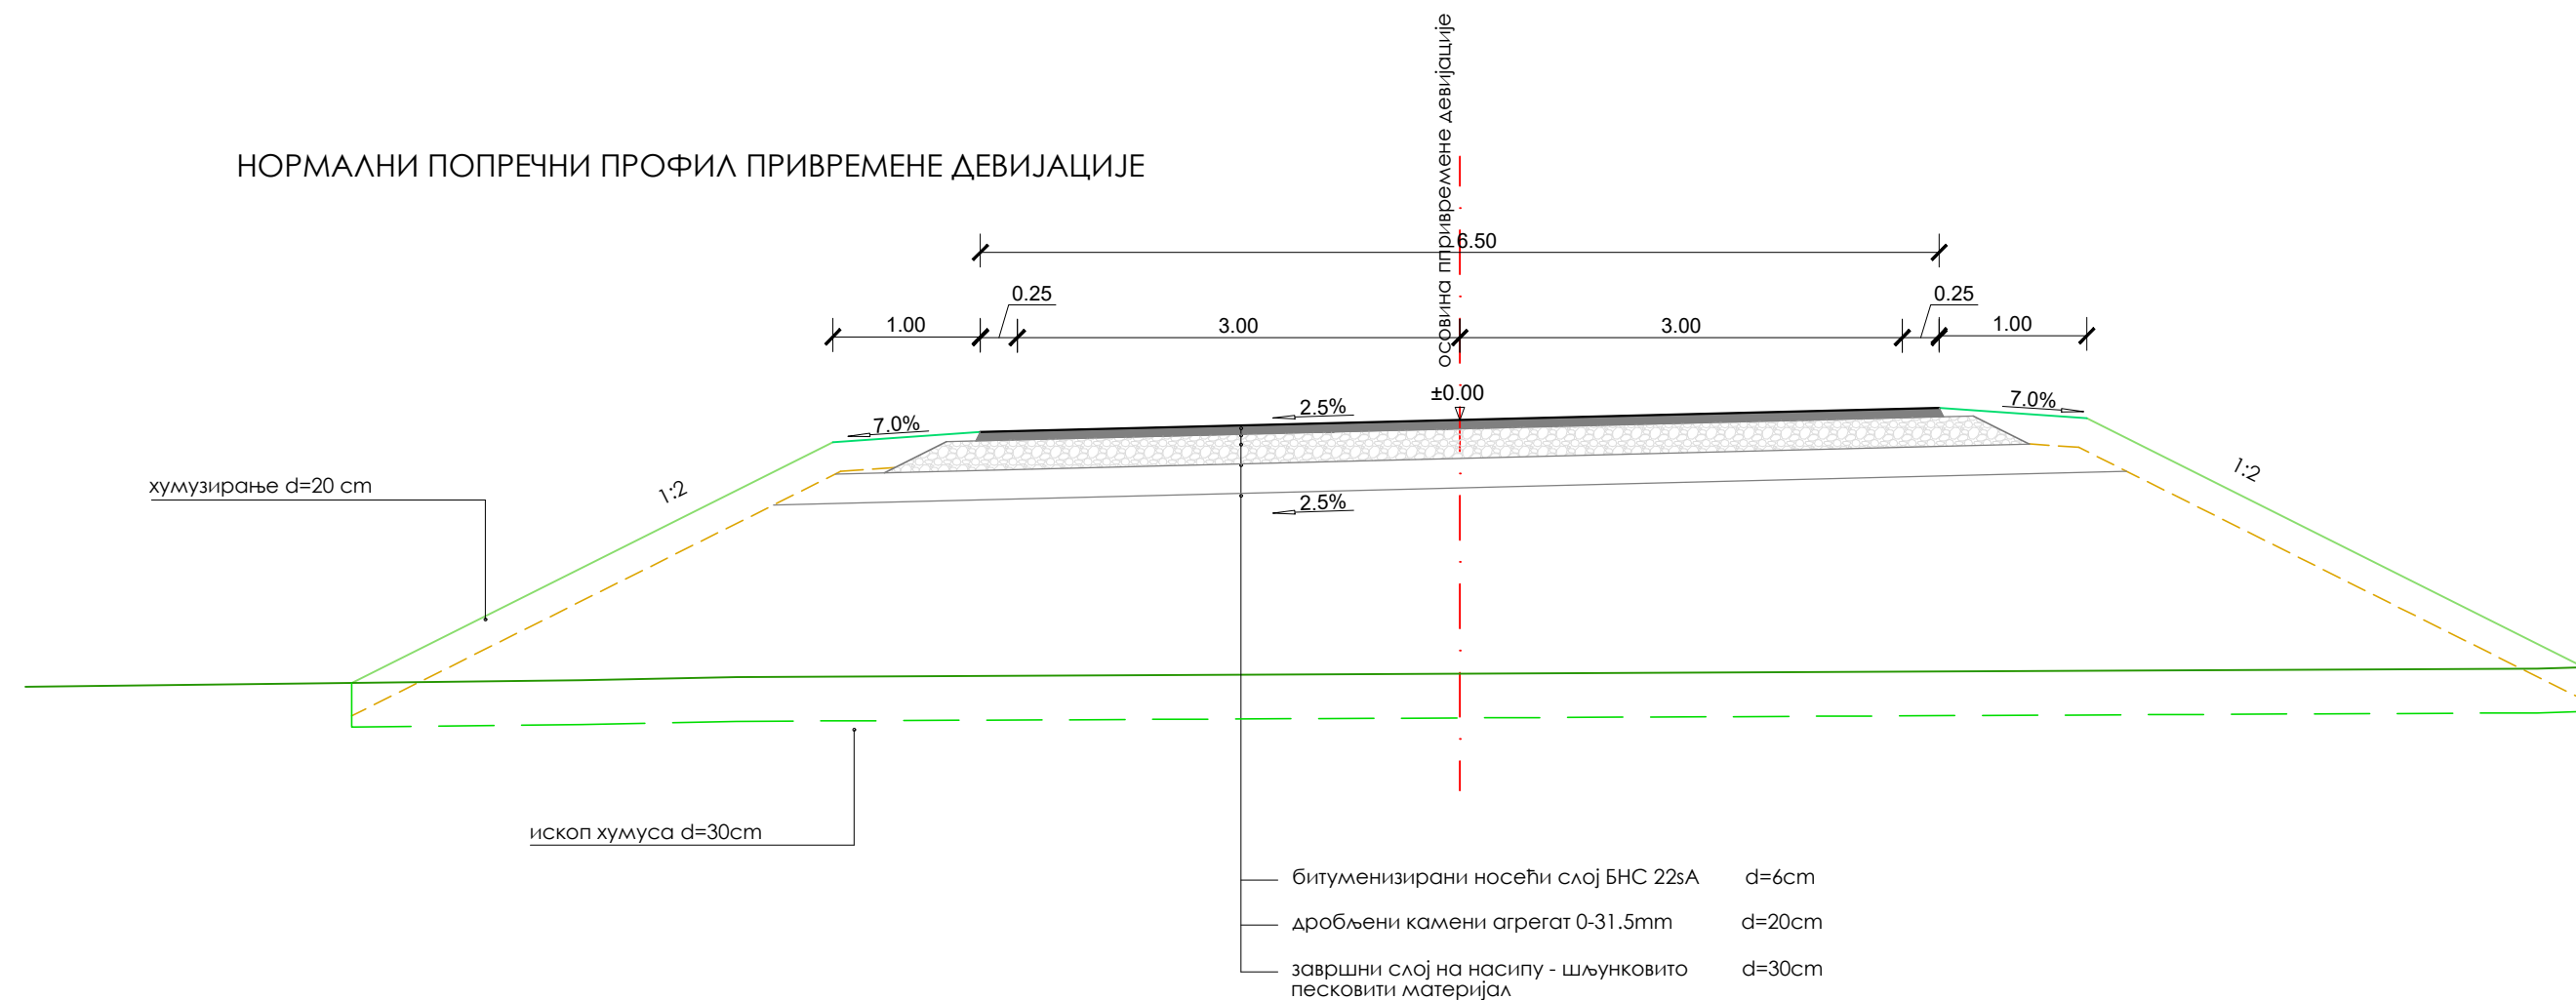 осовина ппривремене девијације
НОРМАЛНИ ПОПРЕЧНИ ПРОФИЛ ПРИВРЕМЕНЕ ДЕВИЈАЦИЈЕ
6.50
0.25
0.25
1.00
3.00
3.00
1.00
±0.00
7.0%
2.5%
7.0%
1:2
1:2
хумузирање d=20 cm
2.5%
ископ хумуса d=30cm
битуменизирани носећи слој БНС 22sA d=6cm
дробљени камени агрегат 0-31.5mm d=20cm
завршни слој на насипу - шљунковито d=30cm
песковити материјал